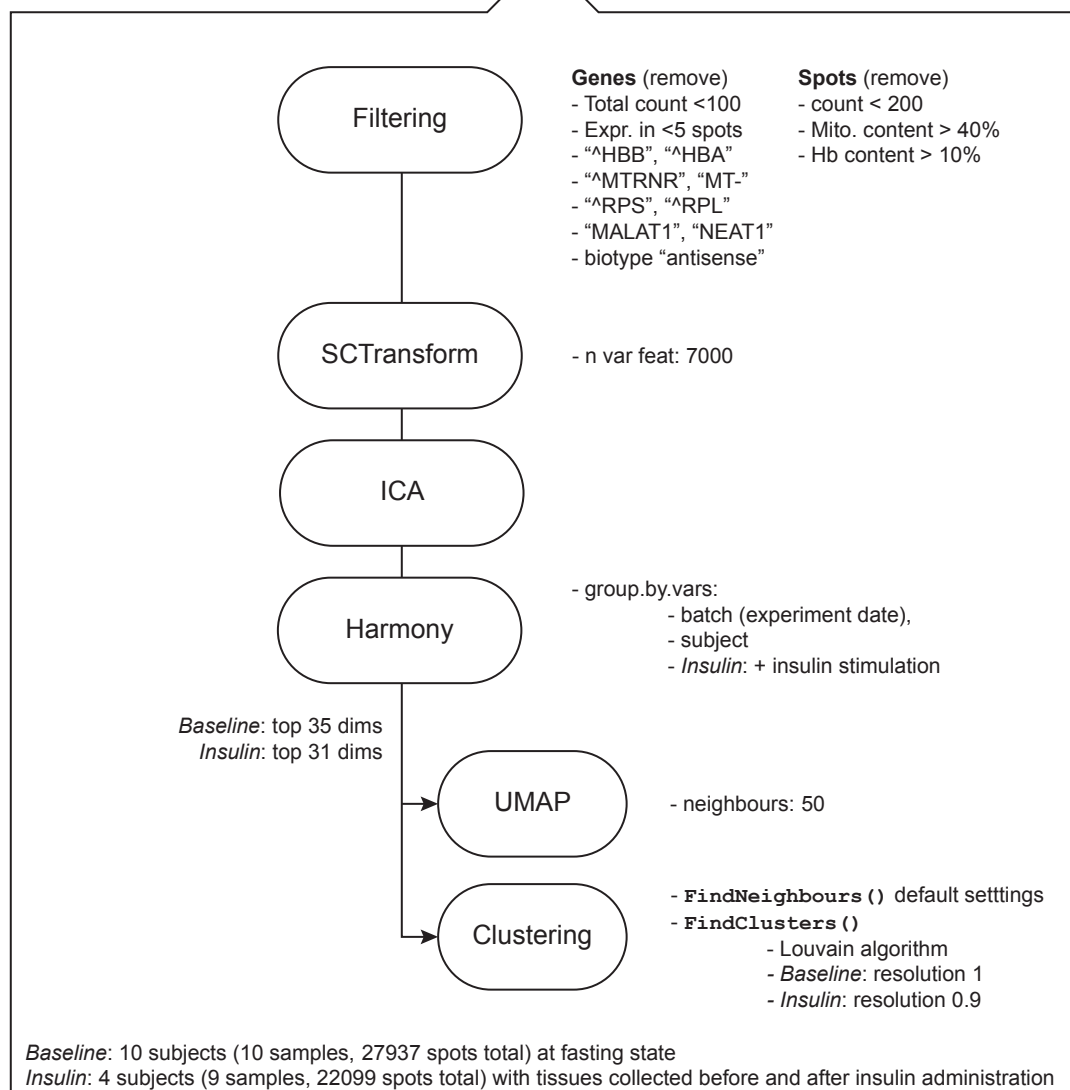 Filtering
Genes (remove)
- Total count <100
- Expr. in <5 spots
- “^HBB”, “^HBA”
- “^MTRNR”, “MT-”
- “^RPS”, “^RPL”
- “MALAT1”, “NEAT1”
- biotype “antisense”
Spots (remove)
- count < 200
- Mito. content > 40%
- Hb content > 10%
SCTransform
- n var feat: 7000
ICA
Harmony
- group.by.vars:
- batch (experiment date),
- subject
- Insulin: + insulin stimulation
Baseline: top 35 dims
Insulin: top 31 dims
UMAP
- neighbours: 50
Clustering
- FindNeighbours() default setttings
- FindClusters()
- Louvain algorithm
- Baseline: resolution 1
- Insulin: resolution 0.9
Baseline: 10 subjects (10 samples, 27937 spots total) at fasting state
Insulin: 4 subjects (9 samples, 22099 spots total) with tissues collected before and after insulin administration